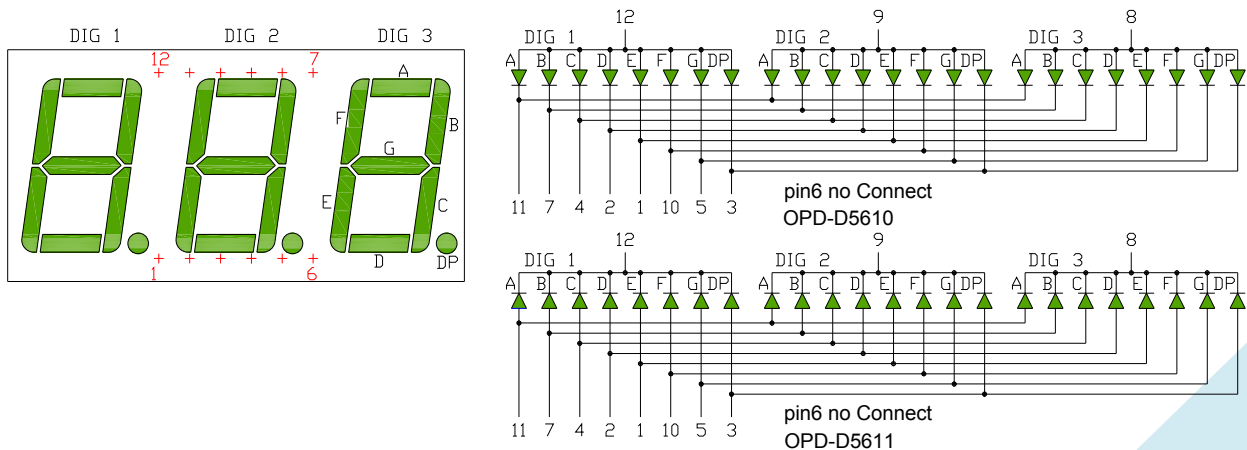 DIG 1 DIG 2 DIG 3
12 7
A
F B
G
E C
D DP
1 6
12 9 8
DIG 1 DIG 2 DIG 3
A B C D E F G DP A B C D E F G DP A B C D E F G DP
pin6 no Connect
11 7 4 2 1 10 5 3
OPD-D5610
12 9 8
DIG 1 DIG 2 DIG 3
A B C D E F G DP A B C D E F G DP A B C D E F G DP
pin6 no Connect
11 7 4 2 1 10 5 3
OPD-D5611